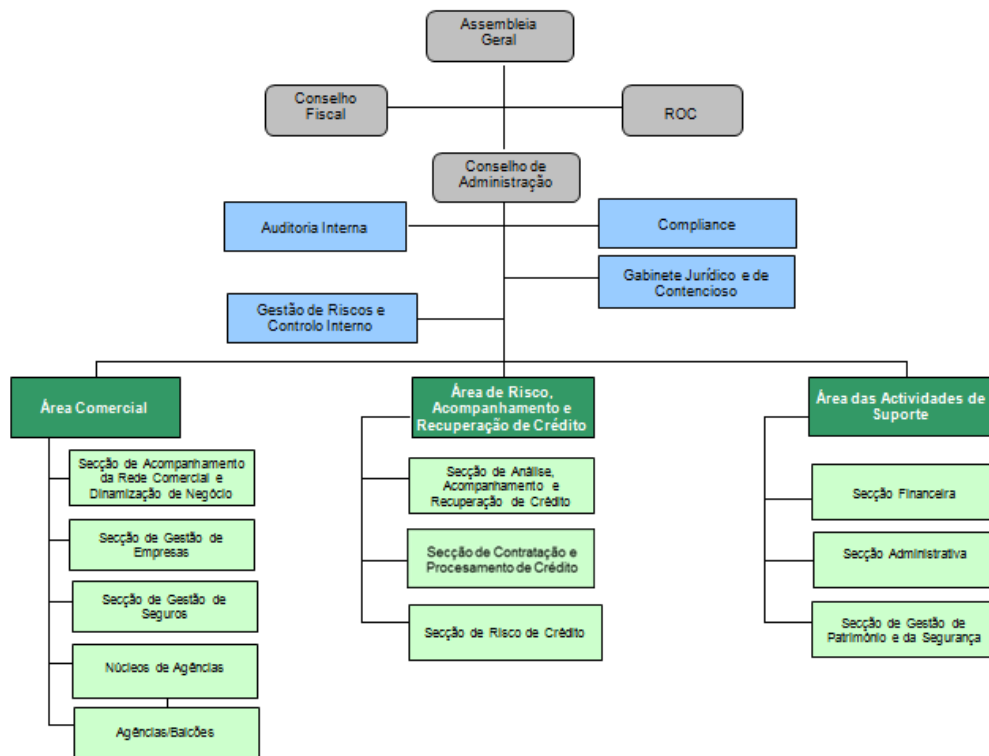 Assembleia
Geral
Conselho
Fiscal
ROC
Conselho de
Administração
Auditoria Interna
Compliance
Gabinete Jurídico e de
Contencioso
Gestão de Riscos e
Controlo Interno
Área Comercial
Área de Risco,
Acompanhamento e
Recuperação de Crédito
Área das Actividades de
Suporte
Secção de Acompanhamento
da Rede Comercial e
Dinamização de Negócio
Secção de Gestão de
Empresas
Secção de Gestão de
Seguros
Núcleos de Agências
Agências/Balcões
Secção de Análise,
Acompanhamento e
Recuperação de Crédito
Secção de Contratação e
Procesamento de Crédito
Secção de Risco de Crédito
Secção Financeira
Secção Administrativa
Secção de Gestão de
Património e da Segurança